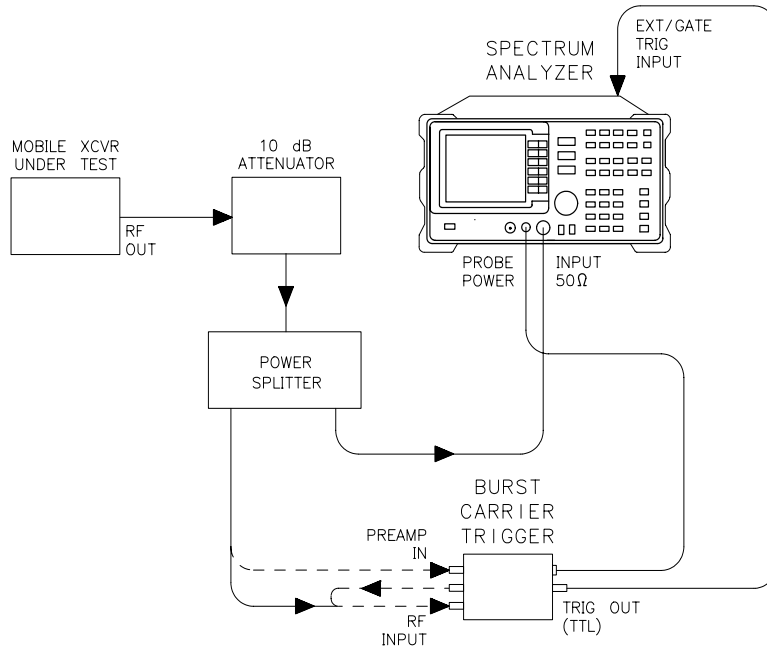 EXT/GATE
TRIG
INPUT
SPECTRUM
ANALYZER
MOBILE XCVR
UNDER TEST
10 dB
ATTENUATOR
RF
OUT
PROBE
POWER
INPUT
50Ω
POWER
SPLITTER
BURST
CARRIER
TRIGGER
PREAMP
IN
RF
INPUT
TRIG OUT
(TTL)